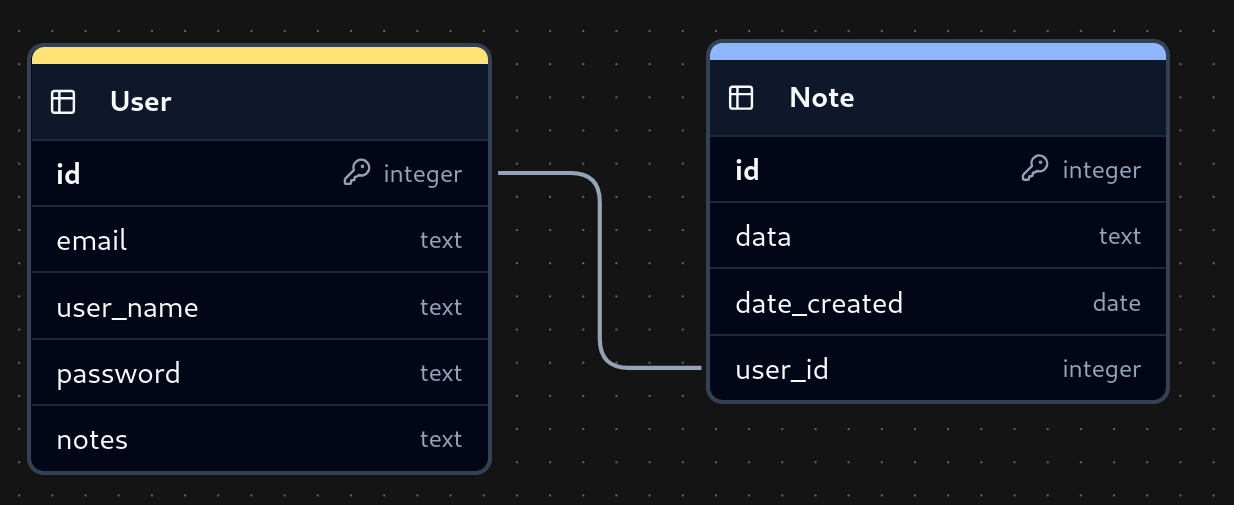 User
id integer
email text
user_name text
password text
notes text
Note
id integer
data text
date_created date
user_id integer